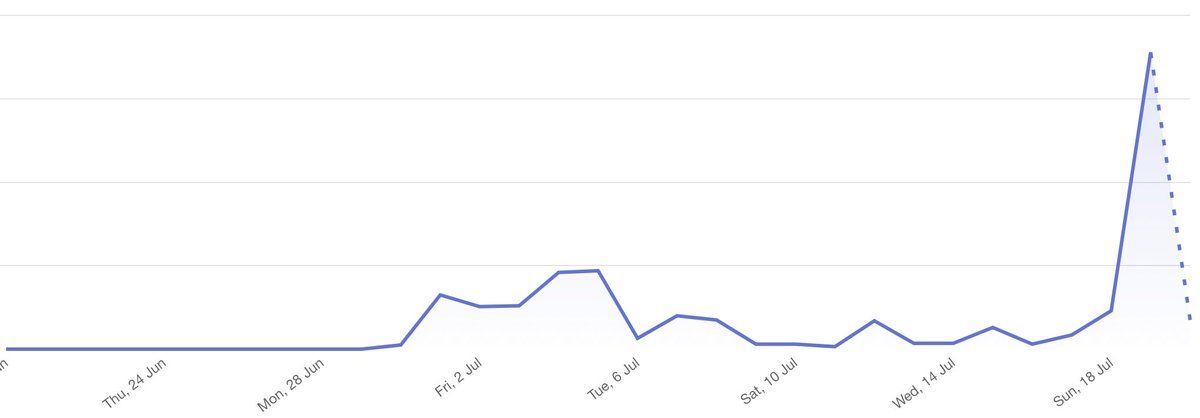 Thu, 24 Jun
Mon, 28 Jun
Fri, 2 Jul
Tue, 6 Jul
Sat, 10 Jul
Wed, 14 Jul
Sun, 18 Jul